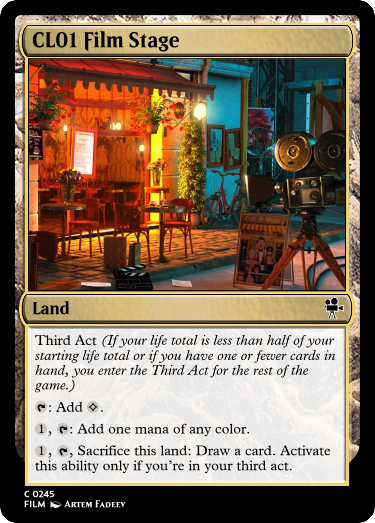 CL01 Film Stage
Land
Third Act (If your life total is less than half of your
starting life total or if you have one or fewer cards in
hand, you enter the Third Act for the rest of the
game.)
: Add .
1, : Add one mana of any color.
1, , Sacrifice this land: Draw a card. Activate
this ability only if you're in your third act.
C 0245
FILM Artem Fadeev